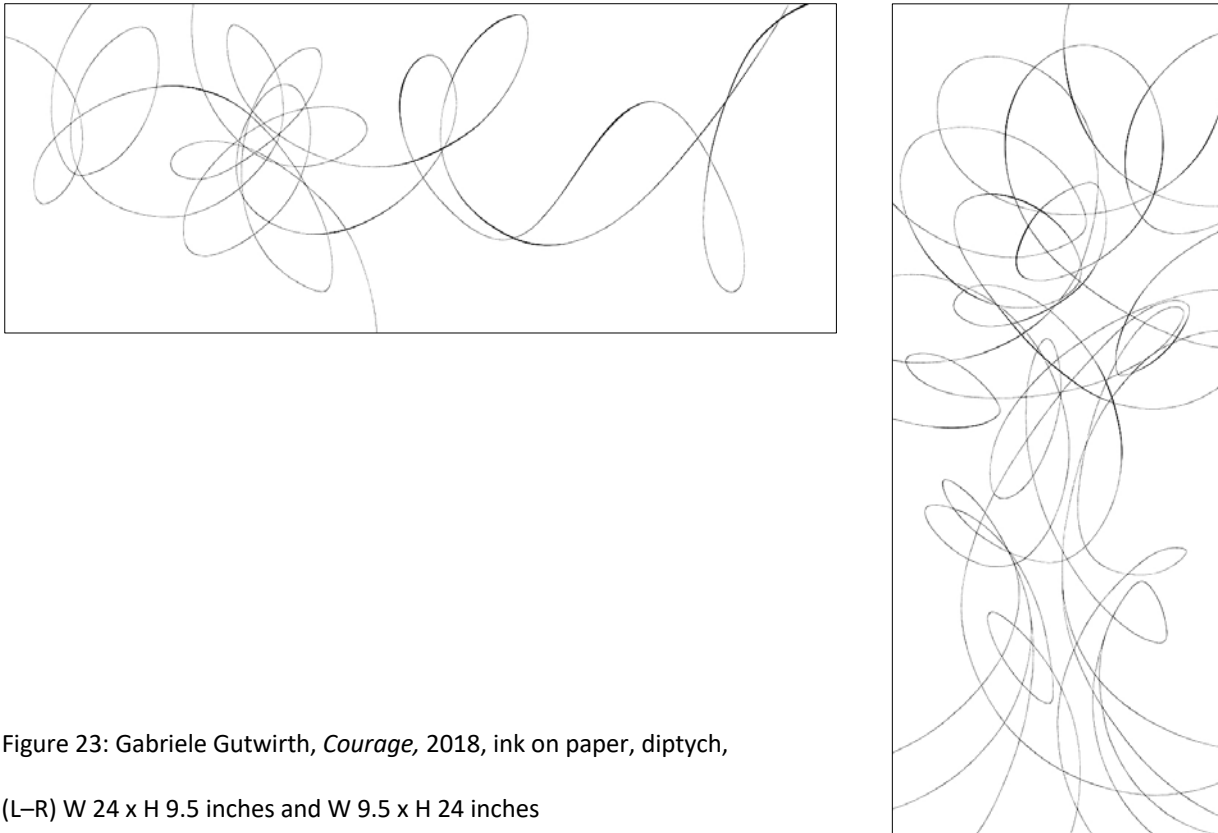 Figure 23: Gabriele Gutwirth, Courage, 2018, ink on paper, diptych,
(L–R) W 24 x H 9.5 inches and W 9.5 x H 24 inches